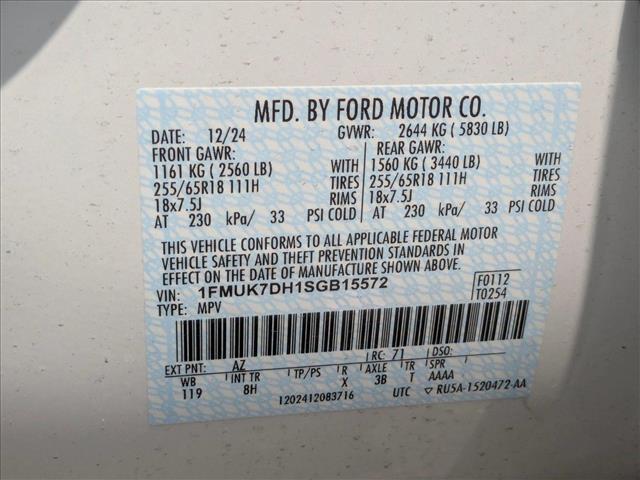 MFD. BY FORD MOTOR CO.
DATE: 12/24 GVWR: 2644 KG ( 5830 LB)
FRONT GAWR: REAR GAWR:
1161 KG ( 2560 LB) WITH 1560 KG ( 3440 LB) WITH
255/65R18 111H TIRES 255/65R18 111H TIRES
18x7.5J RIMS 18x7.5J RIMS
AT 230 kPa/ 33 PSI COLD AT 230 kPa/ 33 PSI COLD
THIS VEHICLE CONFORMS TO ALL APPLICABLE FEDERAL MOTOR
VEHICLE SAFETY AND THEFT PREVENTION STANDARDS IN
EFFECT ON THE DATE OF MANUFACTURE SHOWN ABOVE.
VIN: 1FMUK7DH1SGB15572 F0112
TYPE: MPV T0254
EXT PNT: AZ RC: 71 DSO:
WB INT TR TP/PS R AXLE TR SPR
119 8H X 3B T AAAA
1202412083716 UTC ▽ RU5A-1520472-AA